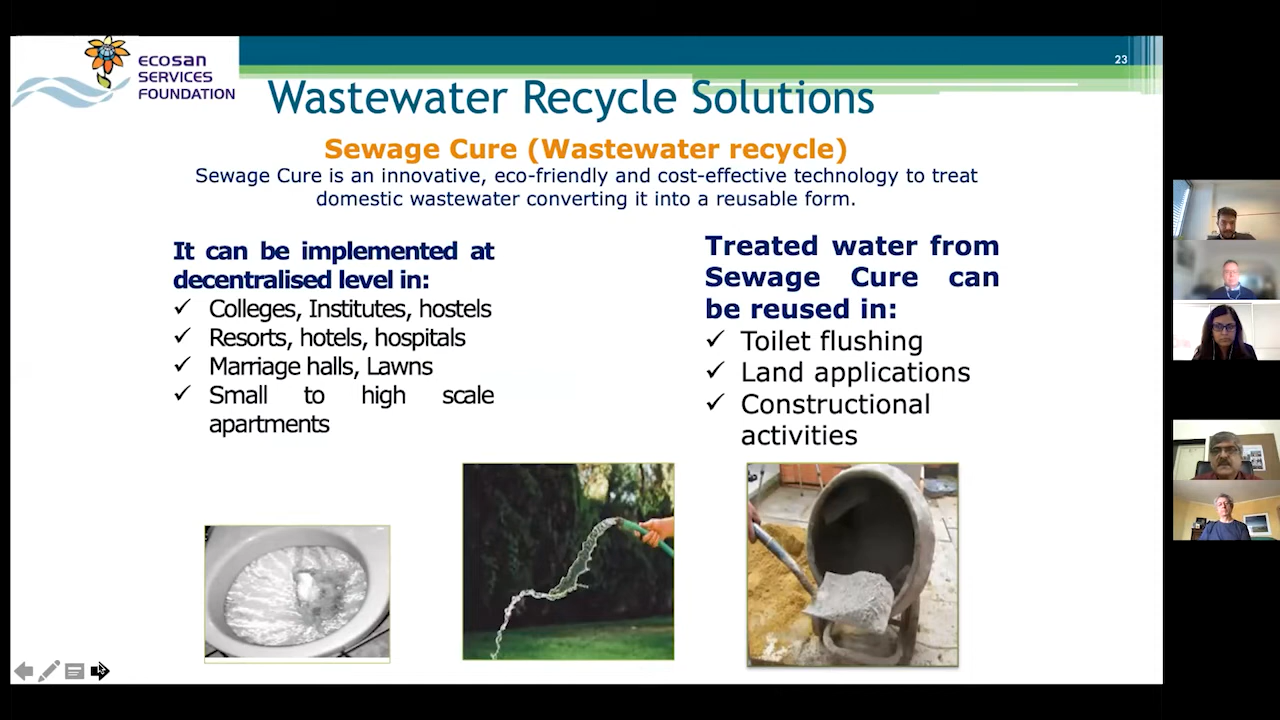 ECOSAN
SERVICES
FOUNDATION
23
Wastewater Recycle Solutions
Sewage Cure (Wastewater recycle)
Sewage Cure is an innovative, eco-friendly and cost-effective technology to treat
domestic wastewater converting it into a reusable form.
It can be implemented at
decentralised level in:
✓ Colleges, Institutes, hostels
✓ Resorts, hotels, hospitals
✓ Marriage halls, Lawns
✓ Small to high scale
apartments
Treated water from
Sewage Cure can
be reused in:
✓ Toilet flushing
✓ Land applications
✓ Constructional
activities